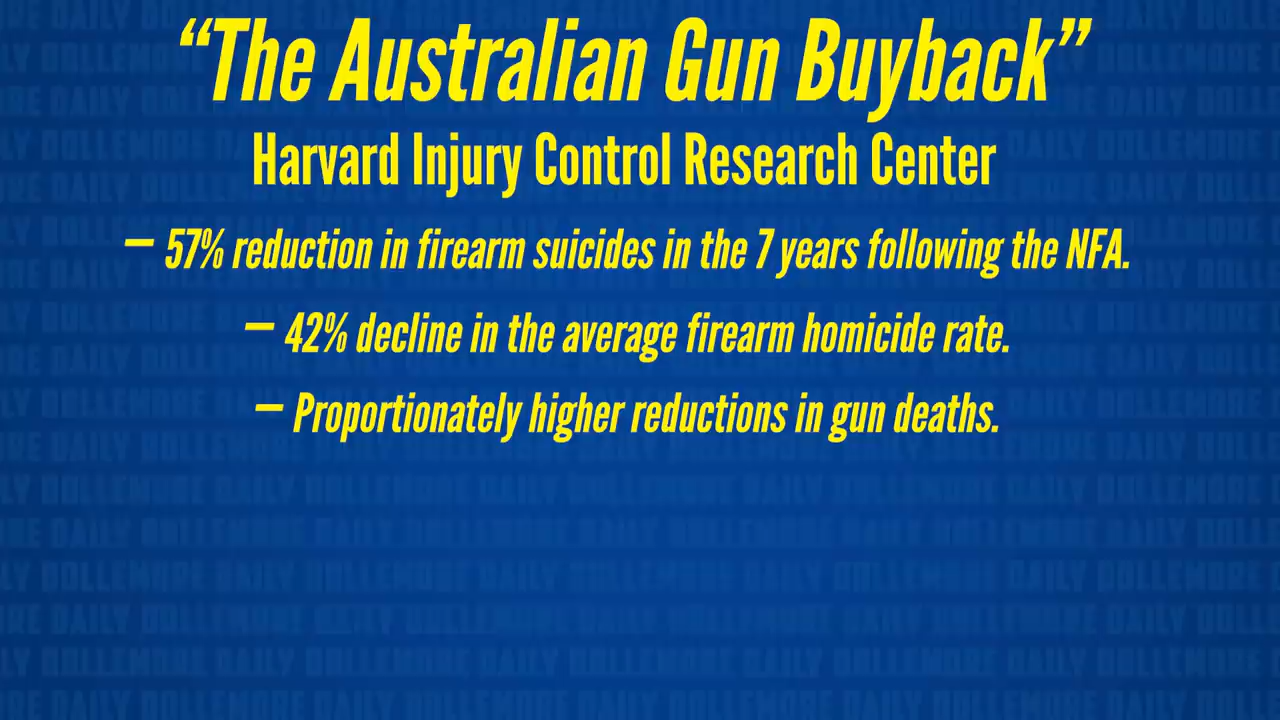 “The Australian Gun Buyback”
Harvard Injury Control Research Center
– 57% reduction in firearm suicides in the 7 years following the NFA.
– 42% decline in the average firearm homicide rate.
– Proportionately higher reductions in gun deaths.